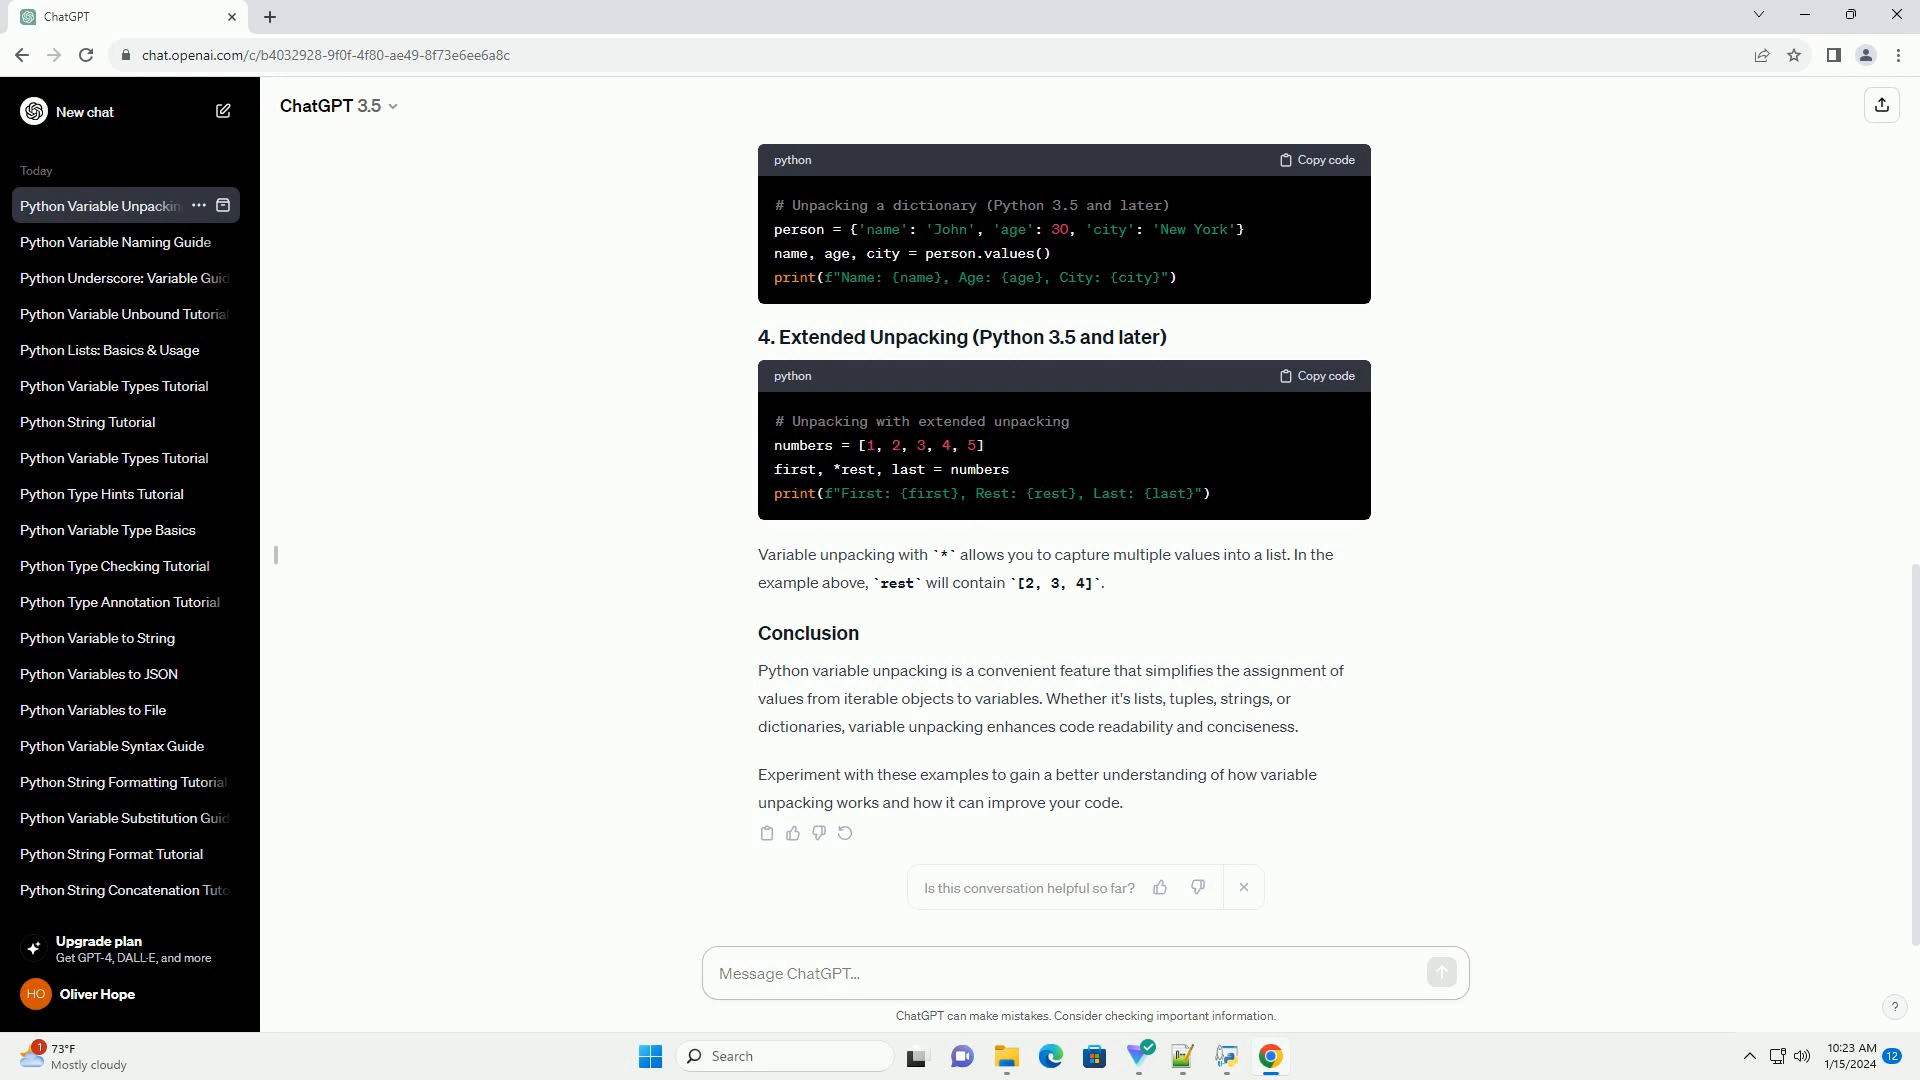 ChatGPT
chat.openai.com/c/b4032928-9f0f-4f80-ae49-8f73e6ee6a8c
New chat
Today
Python Variable Unpackin
Python Variable Naming Guide
Python Underscore: Variable Guid
Python Variable Unbound Tutorial
Python Lists: Basics & Usage
Python Variable Types Tutorial
Python String Tutorial
Python Variable Types Tutorial
Python Type Hints Tutorial
Python Variable Type Basics
Python Type Checking Tutorial
Python Type Annotation Tutorial
Python Variable to String
Python Variables to JSON
Python Variables to File
Python Variable Syntax Guide
Python String Formatting Tutorial
Python Variable Substitution Guid
Python String Format Tutorial
Python String Concatenation Tuto
Upgrade plan
Get GPT-4, DALL·E, and more
HO Oliver Hope
ChatGPT 3.5
python Copy code
# Unpacking a dictionary (Python 3.5 and later)
person = {'name': 'John', 'age': 30, 'city': 'New York'}
name, age, city = person.values()
print(f"Name: {name}, Age: {age}, City: {city}")
4. Extended Unpacking (Python 3.5 and later)
python Copy code
# Unpacking with extended unpacking
numbers = [1, 2, 3, 4, 5]
first, *rest, last = numbers
print(f"First: {first}, Rest: {rest}, Last: {last}")
Variable unpacking with `*` allows you to capture multiple values into a list. In the
example above, `rest` will contain `[2, 3, 4]`.
Conclusion
Python variable unpacking is a convenient feature that simplifies the assignment of
values from iterable objects to variables. Whether it's lists, tuples, strings, or
dictionaries, variable unpacking enhances code readability and conciseness.
Experiment with these examples to gain a better understanding of how variable
unpacking works and how it can improve your code.
Is this conversation helpful so far?
Message ChatGPT...
ChatGPT can make mistakes. Consider checking important information.
?
1
73°F
Mostly cloudy
Search
10:23 AM
1/15/2024
12